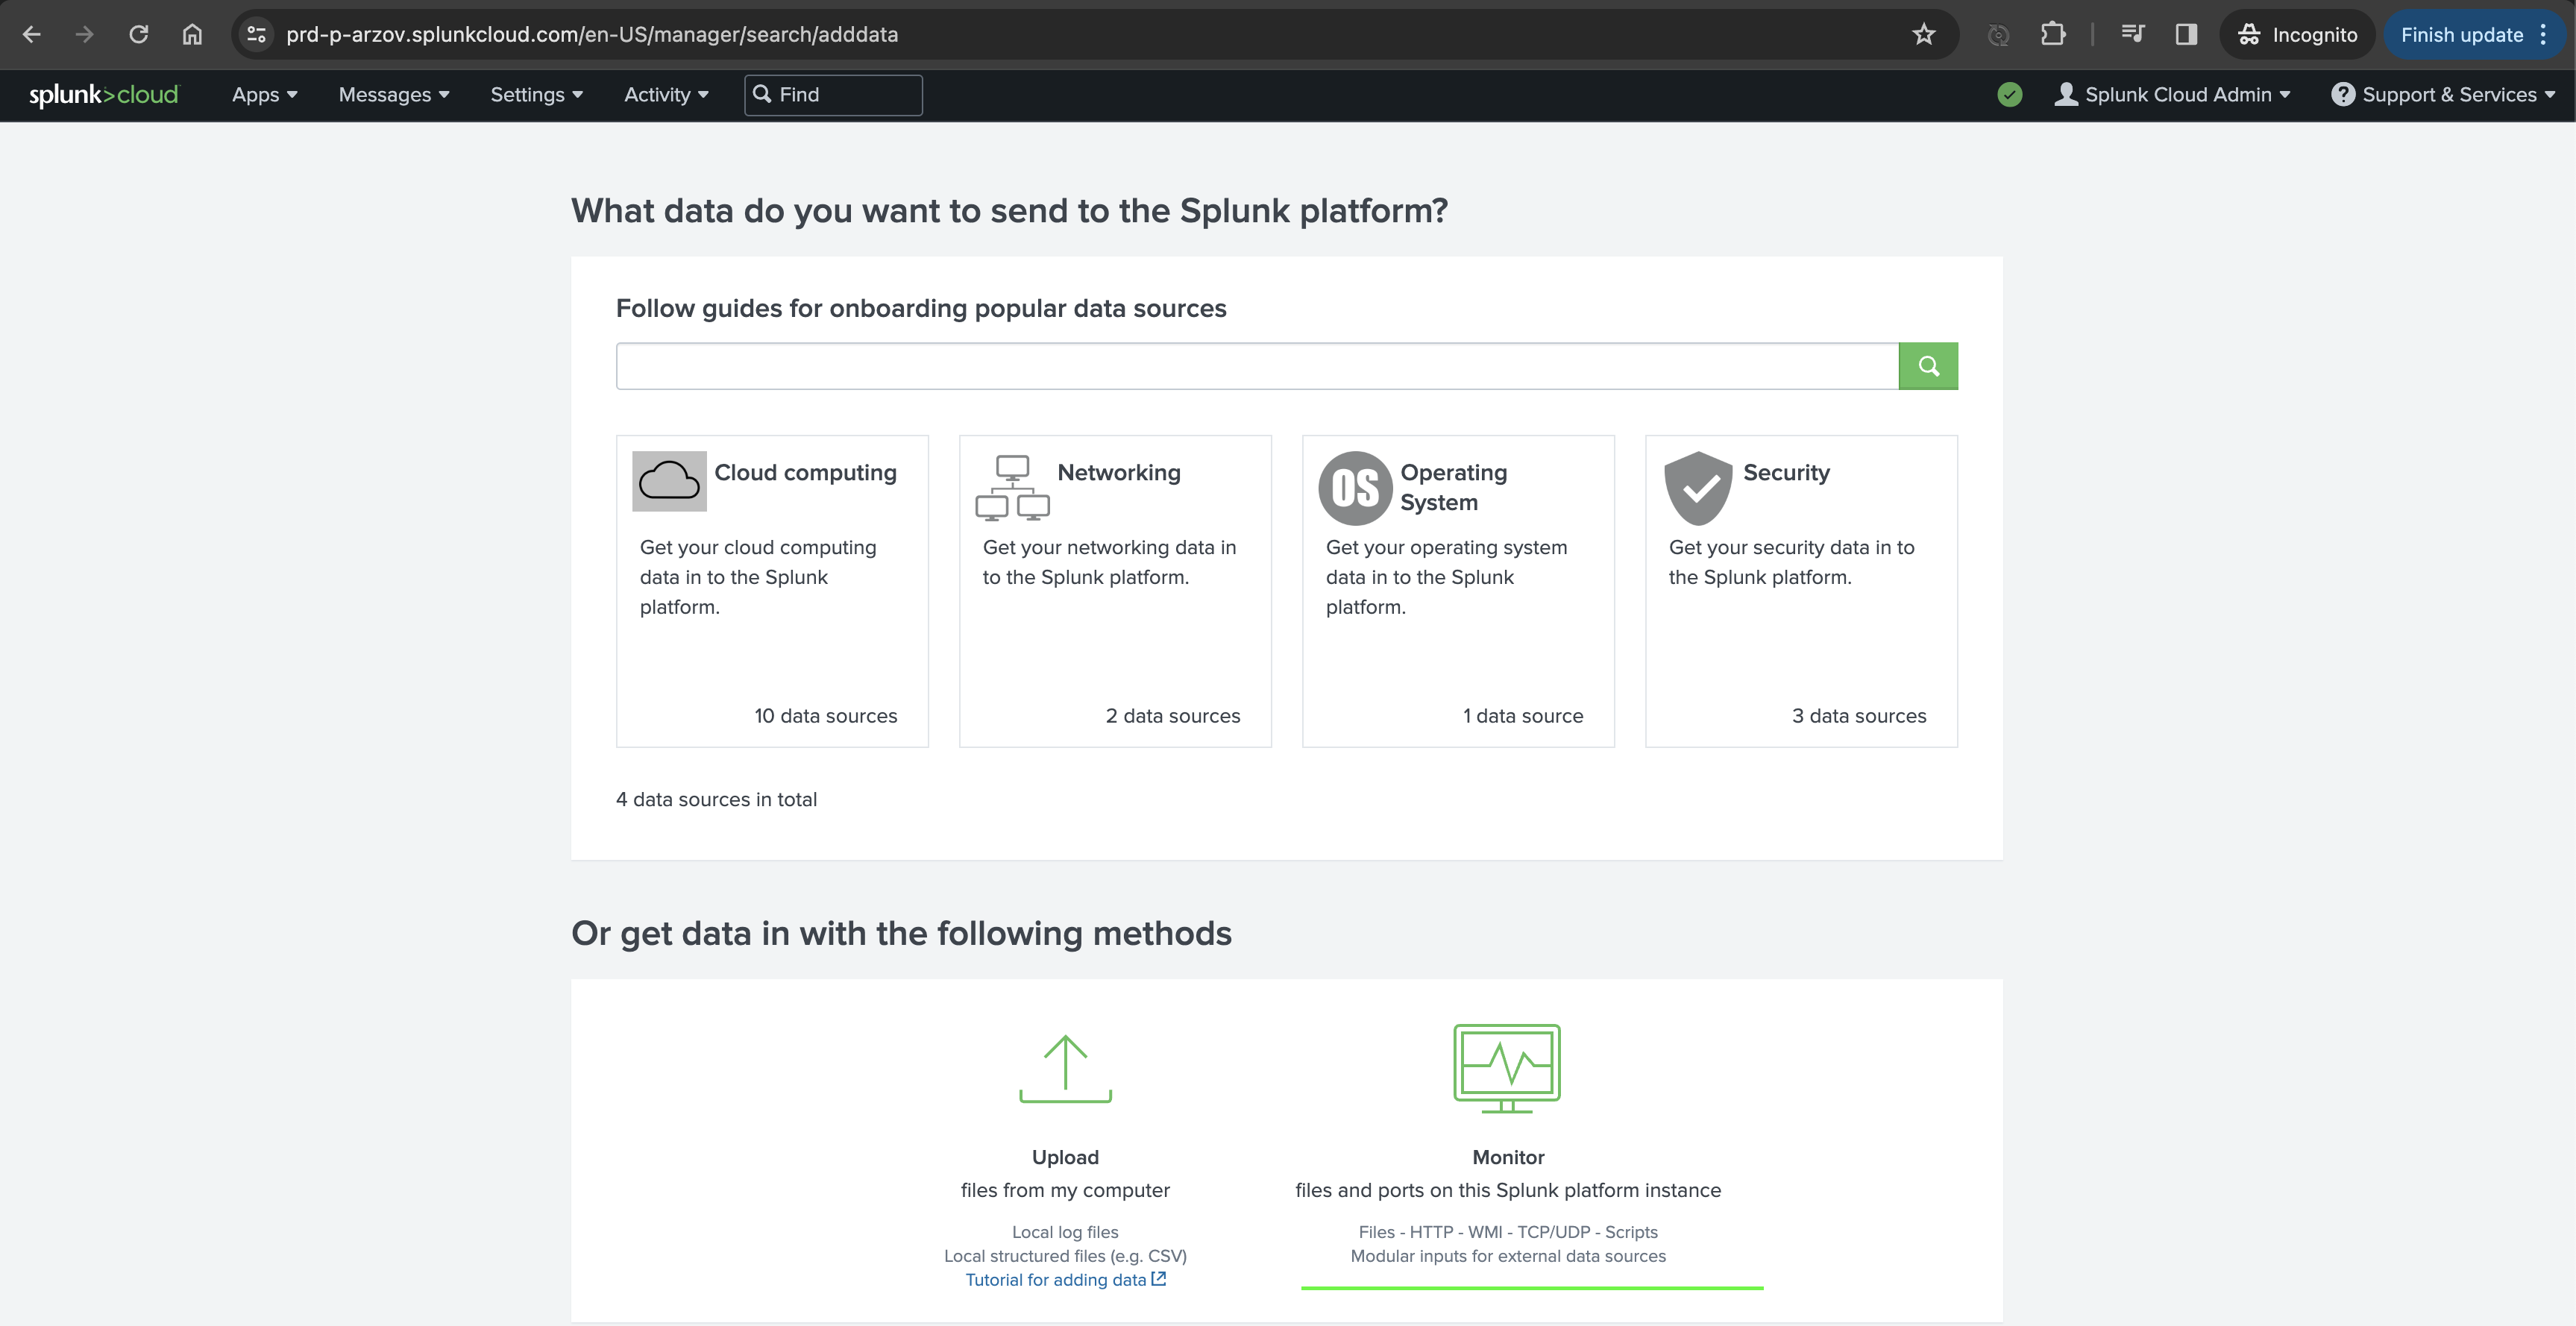 prd-p-arzov.splunkcloud.com/en-US/manager/search/adddata
Incognito
Finish update
splunk>cloud
Apps
Messages
Settings
Activity
Find
Splunk Cloud Admin
? Support & Services
What data do you want to send to the Splunk platform?
Follow guides for onboarding popular data sources
Cloud computing
Get your cloud computing
data in to the Splunk
platform.
10 data sources
Networking
Get your networking data in
to the Splunk platform.
2 data sources
OS
Operating
System
Get your operating system
data in to the Splunk
platform.
1 data source
Security
Get your security data in to
the Splunk platform.
3 data sources
4 data sources in total
Or get data in with the following methods
Upload
files from my computer
Local log files
Local structured files (e.g. CSV)
Tutorial for adding data
Monitor
files and ports on this Splunk platform instance
Files - HTTP - WMI - TCP/UDP - Scripts
Modular inputs for external data sources